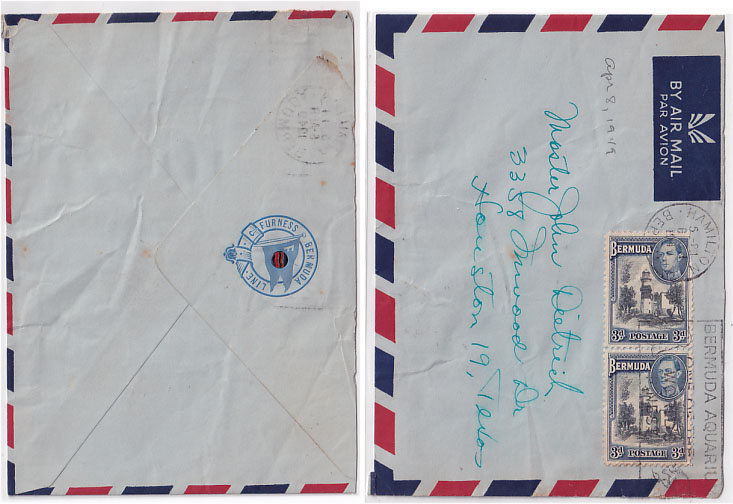 FURNESS BERMUDA LINE
apr 8, 1949
BY AIR MAIL
PAR AVION
Master John Dietrich
3358 Inwood Dr
Houston 19, Texas
HAMILTON
BERMUDA
3d POSTAGE 3d
BERMUDA
3d POSTAGE 3d
BERMUDA AQUARI